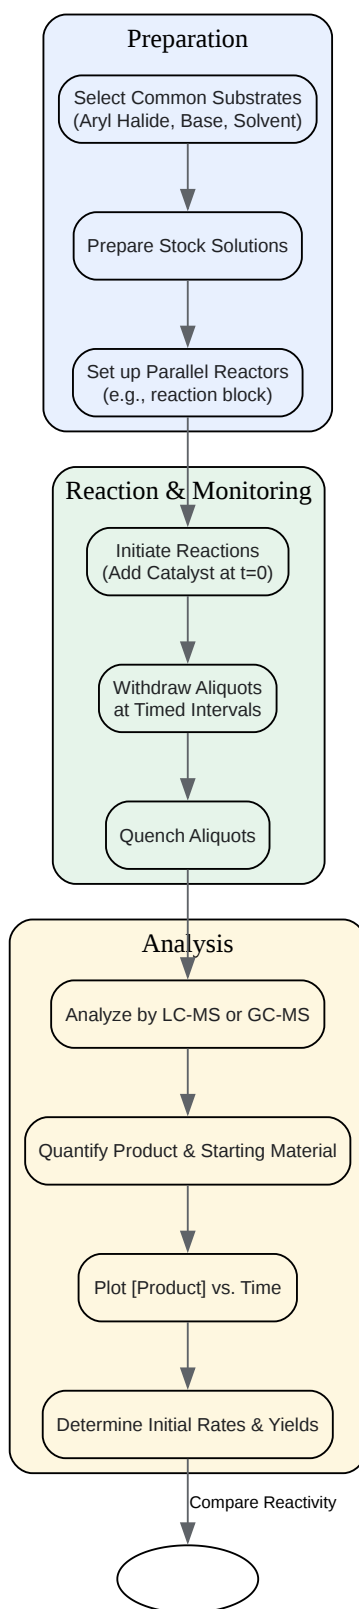 Preparation
Select Common Substrates
(Aryl Halide, Base, Solvent)
Prepare Stock Solutions
Set up Parallel Reactors
(e.g., reaction block)
Reaction & Monitoring
Initiate Reactions
(Add Catalyst at t=0)
Withdraw Aliquots
at Timed Intervals
Quench Aliquots
Analysis
Analyze by LC-MS or GC-MS
Quantify Product & Starting Material
Plot [Product] vs. Time
Determine Initial Rates & Yields
Compare Reactivity